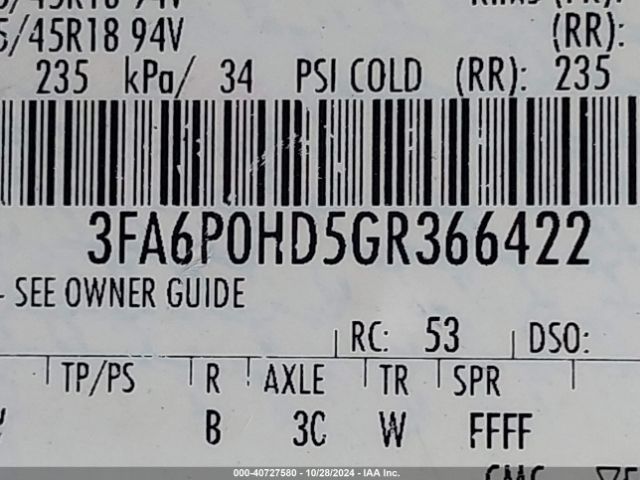 5/45R18 94V (RR):
235 kPa/ 34 PSI COLD (RR): 235
3FA6P0HD5GR366422
- SEE OWNER GUIDE
RC: 53 DSO:
TP/PS R AXLE TR SPR
B 3C W FFFF
000-40727580 - 10/28/2024 - IAA Inc.